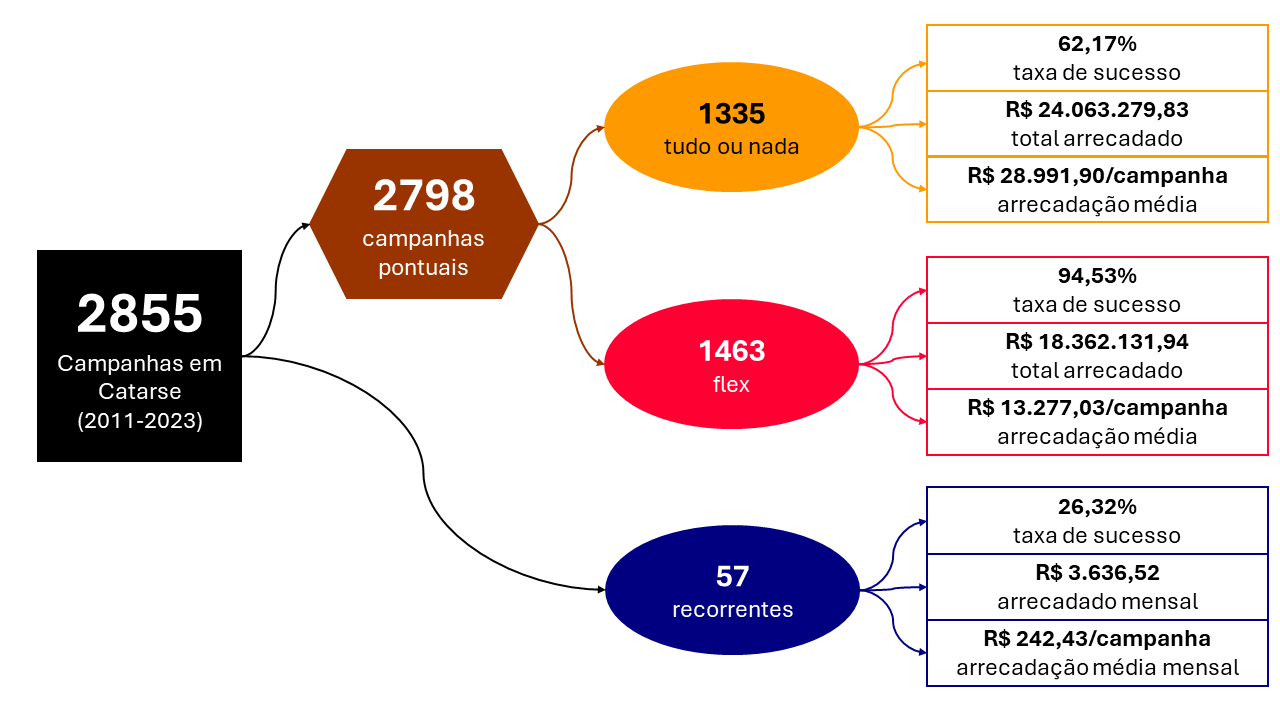 2855
Campanhas em
Catarse
(2011-2023)
2798
campanhas
pontuais
1335
tudo ou nada
62,17%
taxa de sucesso
R$ 24.063.279,83
total arrecadado
R$ 28.991,90/campanha
arrecadação média
1463
flex
94,53%
taxa de sucesso
R$ 18.362.131,94
total arrecadado
R$ 13.277,03/campanha
arrecadação média
57
recorrentes
26,32%
taxa de sucesso
R$ 3.636,52
arrecadado mensal
R$ 242,43/campanha
arrecadação média mensal